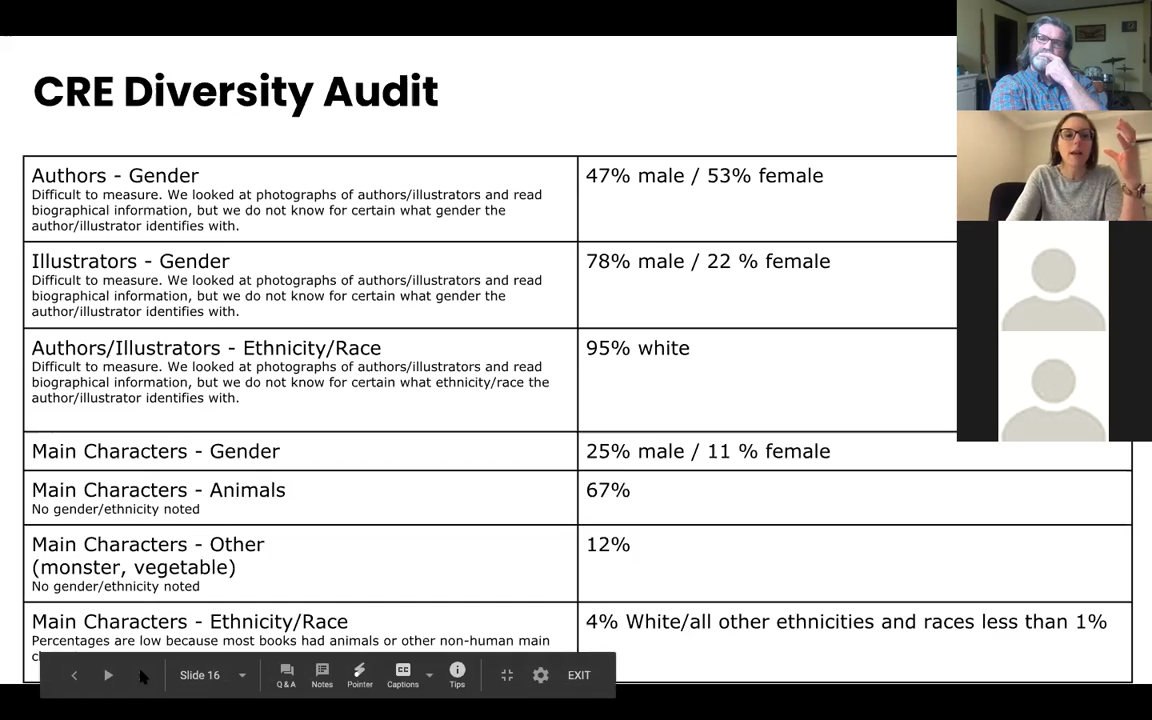 CRE Diversity Audit
Authors - Gender
Difficult to measure. We looked at photographs of authors/illustrators and read
biographical information, but we do not know for certain what gender the
author/illustrator identifies with.
47% male / 53% female
Illustrators - Gender
Difficult to measure. We looked at photographs of authors/illustrators and read
biographical information, but we do not know for certain what gender the
author/illustrator identifies with.
78% male / 22 % female
Authors/Illustrators - Ethnicity/Race
Difficult to measure. We looked at photographs of authors/illustrators and read
biographical information, but we do not know for certain what ethnicity/race the
author/illustrator identifies with.
95% white
Main Characters - Gender
25% male / 11 % female
Main Characters - Animals
No gender/ethnicity noted
67%
Main Characters - Other
(monster, vegetable)
No gender/ethnicity noted
12%
Main Characters - Ethnicity/Race
Percentages are low because most books had animals or other non-human main
4% White/all other ethnicities and races less than 1%
Slide 16
Q & A
Notes
Pointer
CC
Captions
Tips
EXIT